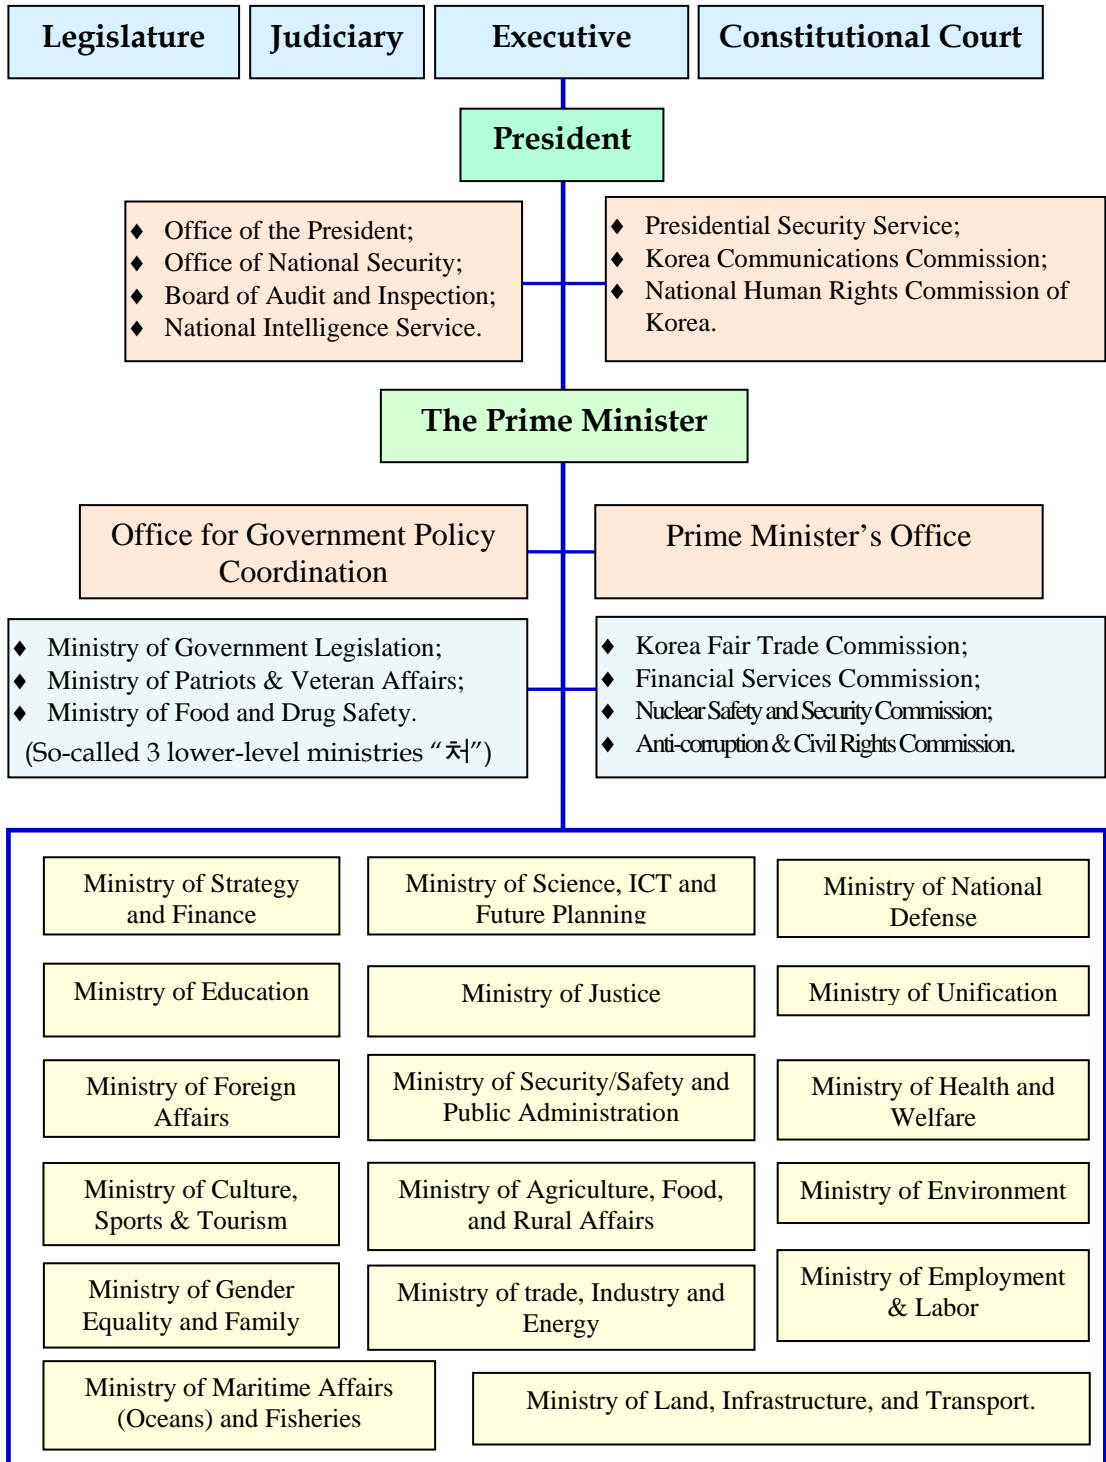 Legislature
Judiciary
Executive
Constitutional Court
President
♦ Office of the President;
♦ Office of National Security;
♦ Board of Audit and Inspection;
♦ National Intelligence Service.
♦ Presidential Security Service;
♦ Korea Communications Commission;
♦ National Human Rights Commission of
Korea.
The Prime Minister
Office for Government Policy
Coordination
Prime Minister’s Office
♦ Ministry of Government Legislation;
♦ Ministry of Patriots & Veteran Affairs;
♦ Ministry of Food and Drug Safety.
(So-called 3 lower-level ministries “처”)
♦ Korea Fair Trade Commission;
♦ Financial Services Commission;
♦ Nuclear Safety and Security Commission;
♦ Anti-corruption & Civil Rights Commission.
Ministry of Strategy
and Finance
Ministry of Science, ICT and
Future Planning
Ministry of National
Defense
Ministry of Education
Ministry of Justice
Ministry of Unification
Ministry of Foreign
Affairs
Ministry of Security/Safety and
Public Administration
Ministry of Health and
Welfare
Ministry of Culture,
Sports & Tourism
Ministry of Agriculture, Food,
and Rural Affairs
Ministry of Environment
Ministry of Gender
Equality and Family
Ministry of trade, Industry and
Energy
Ministry of Employment
& Labor
Ministry of Maritime Affairs
(Oceans) and Fisheries
Ministry of Land, Infrastructure, and Transport.